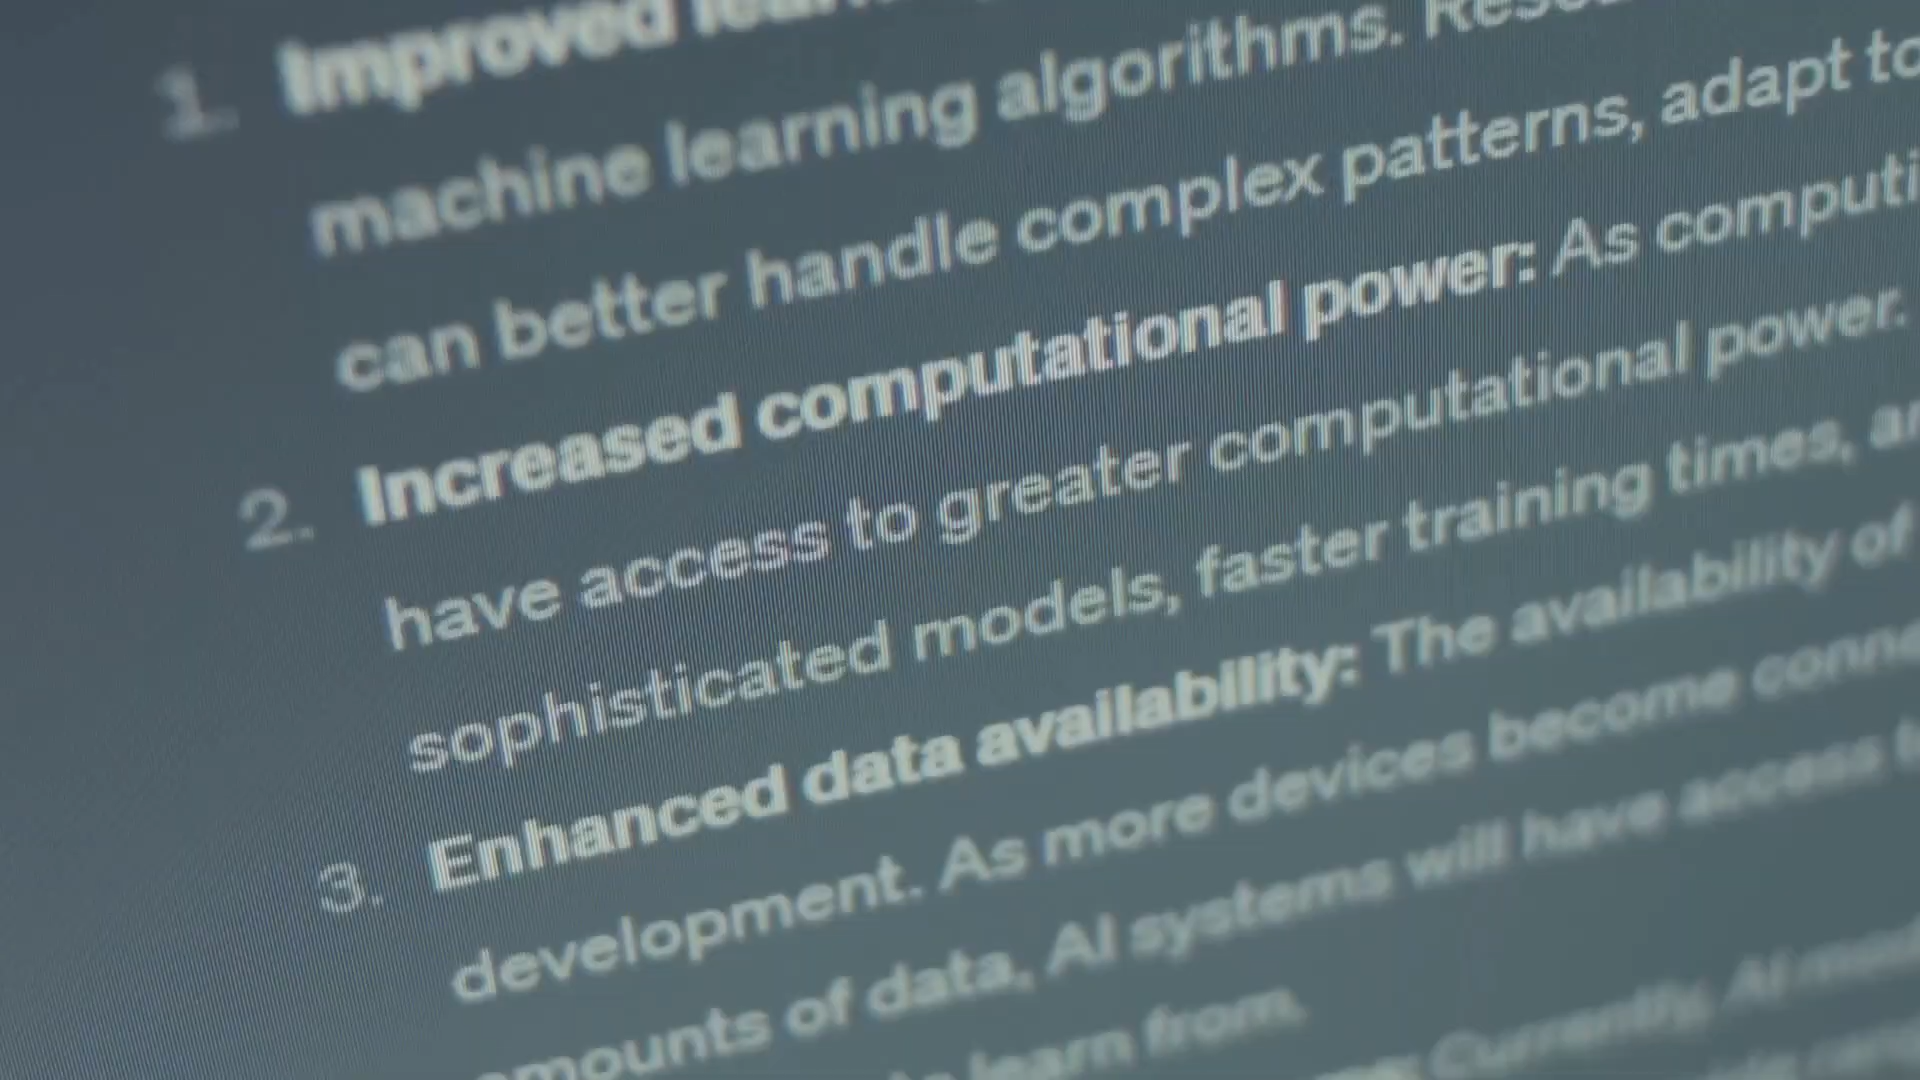 1. Improved
machine learning algorithms.
can better handle complex patterns, adapt to
2. Increased computational power: As
have access to greater computational power.
sophisticated models, faster training times,
3. Enhanced data availability: The availability of
development. As more devices become
amounts of data, AI systems will have access
learn from.
Currently, AI